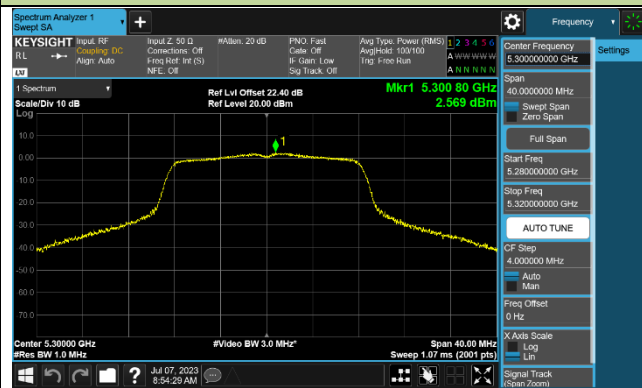 Spectrum Analyzer 1
Swept SA
+
Frequency
KEYSIGHT Input: RF Input Z: 50 Ω #Atten: 20 dB PNO: Fast Avg Type: Power (RMS) 1 2 3 4 5 6
RL Coupling: DC Corrections: Off Gate: Off Avg|Hold: 100/100 A W W W W W
Align: Auto Freq Ref: Int (S) IF Gain: Low Trig: Free Run
NFE: Off Sig Track: Off A N N N N N
LXI
1 Spectrum
Ref Lvl Offset 22.40 dB
Mkr1 5.300 80 GHz
Scale/Div 10 dB
Ref Level 20.00 dBm
2.569 dBm
Log
1
10.0
0.00
-10.0
-20.0
-30.0
-40.0
-50.0
-60.0
-70.0
Center 5.30000 GHz
#Video BW 3.0 MHz*
Span 40.00 MHz
#Res BW 1.0 MHz
Sweep 1.07 ms (2001 pts)
Center Frequency
5.300000000 GHz
Settings
Span
40.0000000 MHz
Swept Span
Zero Span
Full Span
Start Freq
5.280000000 GHz
Stop Freq
5.320000000 GHz
AUTO TUNE
CF Step
4.000000 MHz
Auto
Man
Freq Offset
0 Hz
X Axis Scale
Log
Lin
Signal Track
(Span Zoom)
?
Jul 07, 2023
8:54:29 AM